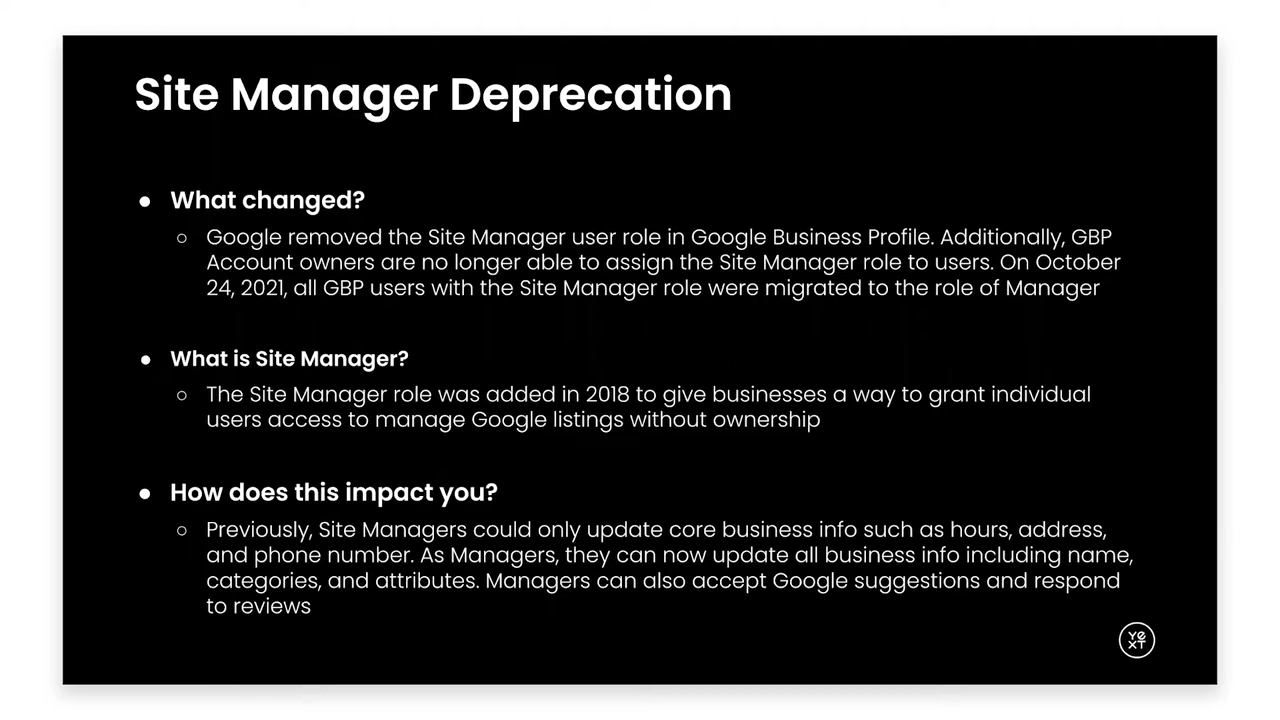 Site Manager Deprecation
● What changed?
○ Google removed the Site Manager user role in Google Business Profile. Additionally, GBP
Account owners are no longer able to assign the Site Manager role to users. On October
24, 2021, all GBP users with the Site Manager role were migrated to the role of Manager
● What is Site Manager?
○ The Site Manager role was added in 2018 to give businesses a way to grant individual
users access to manage Google listings without ownership
● How does this impact you?
○ Previously, Site Managers could only update core business info such as hours, address,
and phone number. As Managers, they can now update all business info including name,
categories, and attributes. Managers can also accept Google suggestions and respond
to reviews
YE
XT